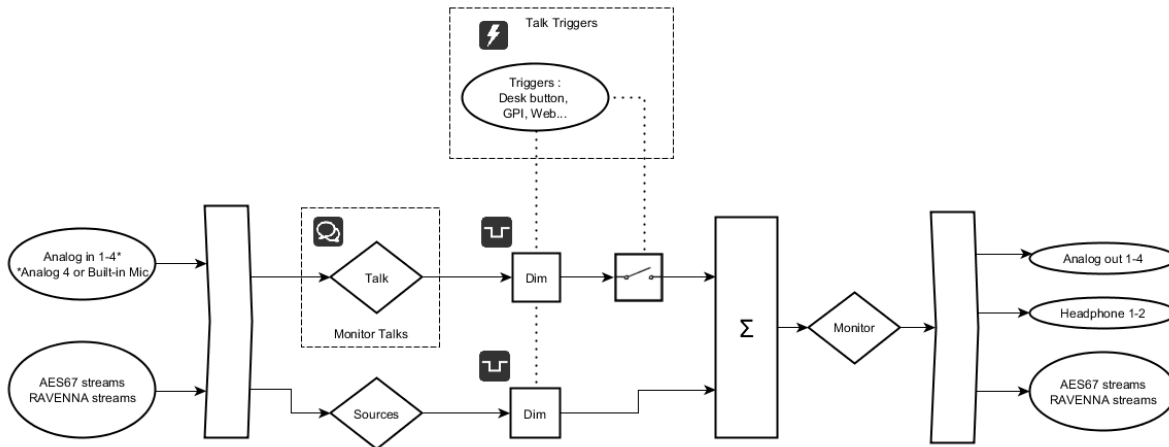 Talk Triggers
Triggers :
Desk button,
GPI, Web...
Analog in 1-4*
*Analog 4 or Built-in Mic
Talk
Dim
Monitor Talks
Σ
Monitor
Analog out 1-4
Headphone 1-2
AES67 streams
RAVENNA streams
Sources
Dim
AES67 streams
RAVENNA streams